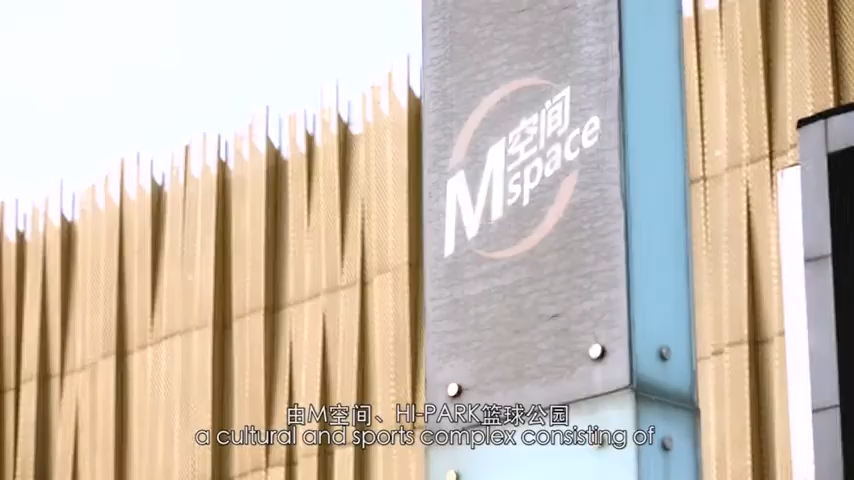 M空间
space
由M空间、HI-PARK篮球公园
a cultural and sports complex consisting of